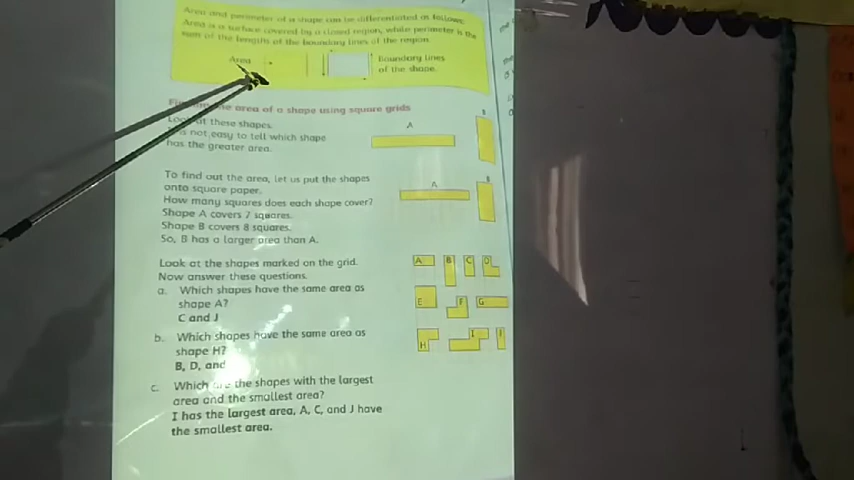 Area and perimeter of a shape can be differentiated as follows:
Area is a surface covered by a closed region, while perimeter is the
sum of the lengths of the boundary lines of the region.
Area
Boundary lines
of the shape.
the area of a shape using square grids
Look at these shapes.
is not easy to tell which shape
has the greater area.
A
B
To find out the area, let us put the shapes
onto square paper.
How many squares does each shape cover?
Shape A covers 7 squares.
Shape B covers 8 squares.
So, B has a larger area than A.
A
B
Look at the shapes marked on the grid.
Now answer these questions.
a. Which shapes have the same area as
shape A?
C and J
b. Which shapes have the same area as
shape H?
B, D, and
c. Which are the shapes with the largest
area and the smallest area?
I has the largest area, A, C, and J have
the smallest area.
A B C D
E F G
H I J